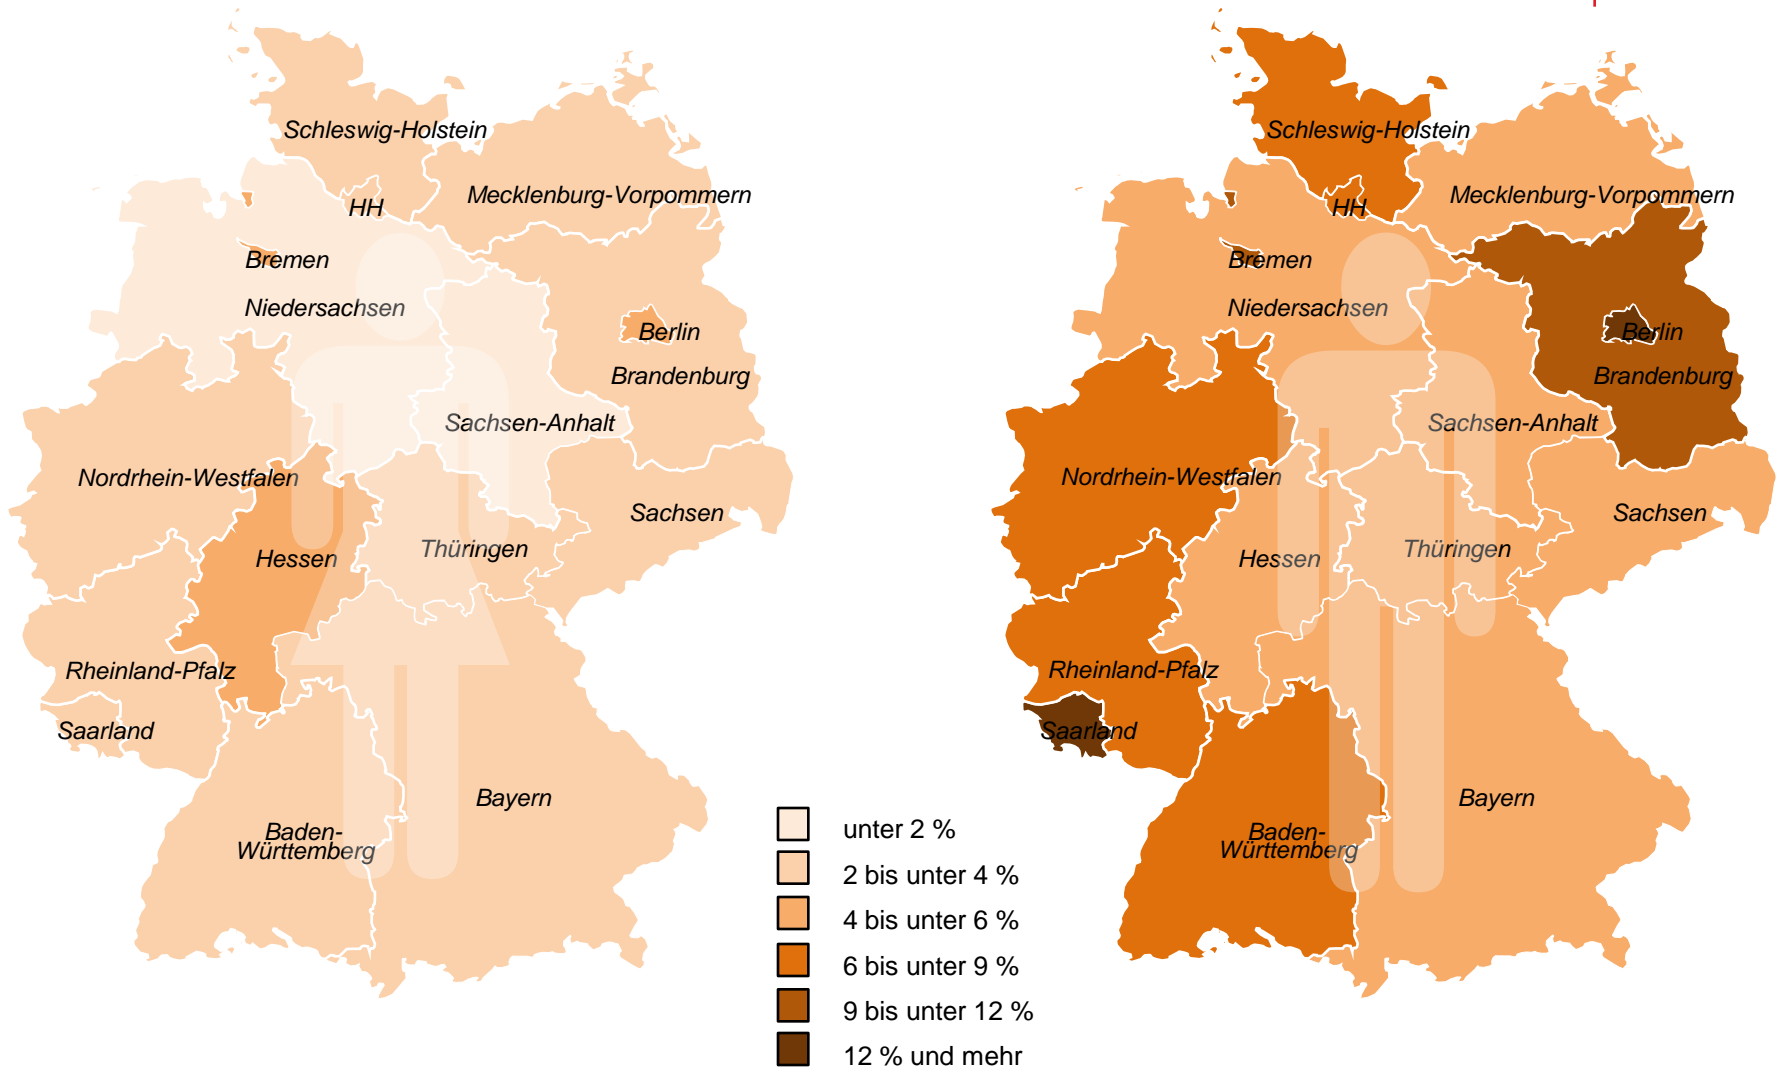 Schleswig-Holstein
Mecklenburg-Vorpommern
HH
Bremen
Niedersachsen
Berlin
Brandenburg
Sachsen-Anhalt
Nordrhein-Westfalen
Sachsen
Thüringen
Hessen
Rheinland-Pfalz
Saarland
Bayern
Baden-
Württemberg
Schleswig-Holstein
Mecklenburg-Vorpommern
HH
Bremen
Niedersachsen
Berlin
Brandenburg
Sachsen-Anhalt
Nordrhein-Westfalen
Sachsen
Thüringen
Hessen
Rheinland-Pfalz
Saarland
Bayern
Baden-
Württemberg
unter 2 %
2 bis unter 4 %
4 bis unter 6 %
6 bis unter 9 %
9 bis unter 12 %
12 % und mehr